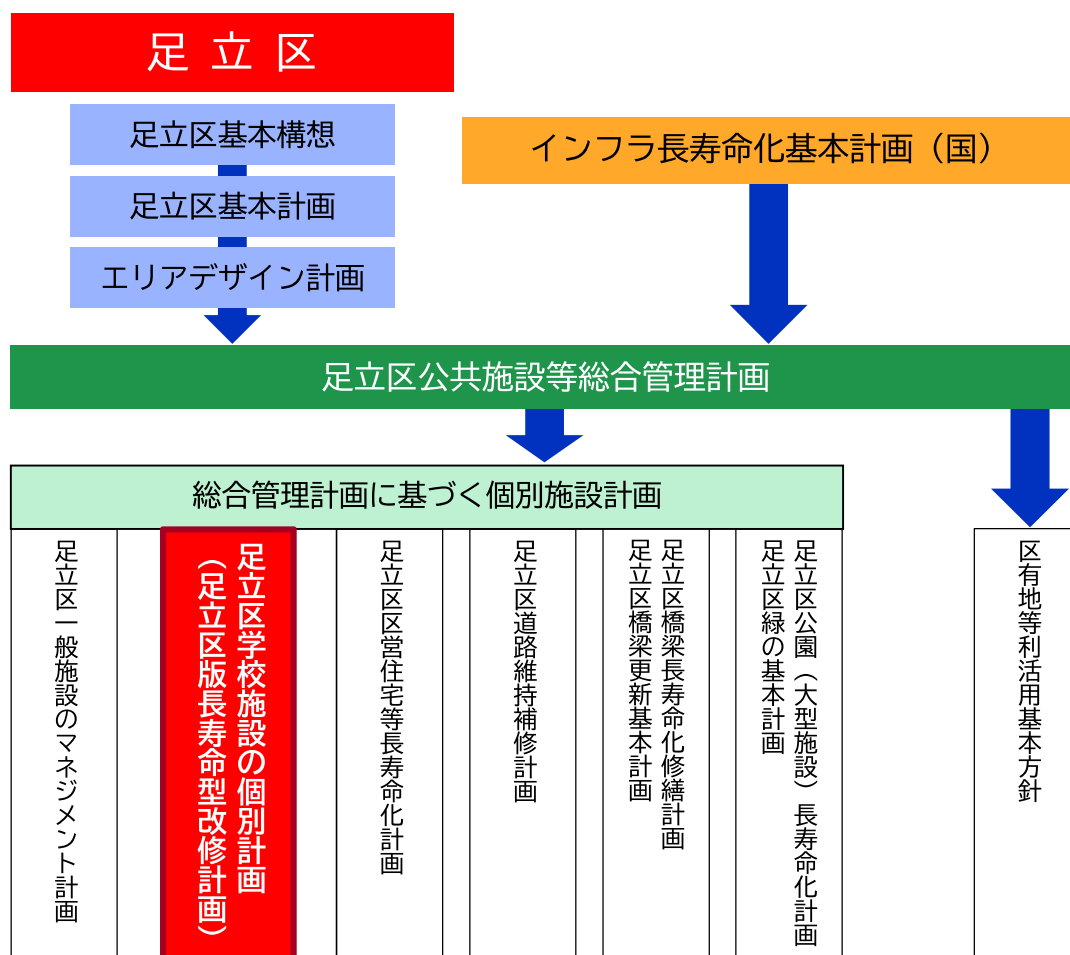 足立区
足立区基本構想
足立区基本計画
エリアデザイン計画
インフラ長寿命化基本計画（国）
足立区公共施設等総合管理計画
総合管理計画に基づく個別施設計画
足立区一般施設のマネジメント計画
足立区学校施設の個別計画
（足立区版長寿命型改修計画）
足立区区営住宅等長寿命化計画
足立区道路維持補修計画
足立区橋梁長寿命化修繕計画
足立区橋梁更新基本計画
足立区公園（大型施設）長寿命化計画
足立区緑の基本計画
区有地等利活用基本方針